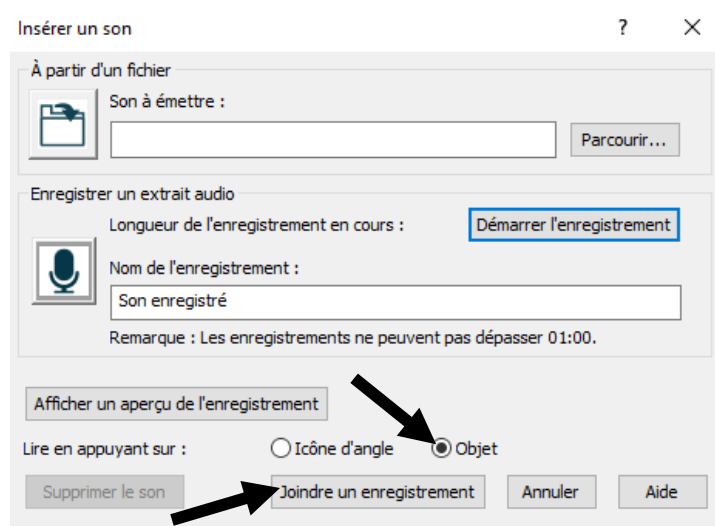 Insérer un son ? ×
À partir d'un fichier
Son à émettre :
Parcourir...
Enregistrer un extrait audio
Longueur de l'enregistrement en cours : Démarrer l'enregistrement
Nom de l'enregistrement :
Son enregistré
Remarque : Les enregistrements ne peuvent pas dépasser 01:00.
Afficher un aperçu de l'enregistrement
Lire en appuyant sur : Icône d'angle Objet
Supprimer le son Joindre un enregistrement Annuler Aide